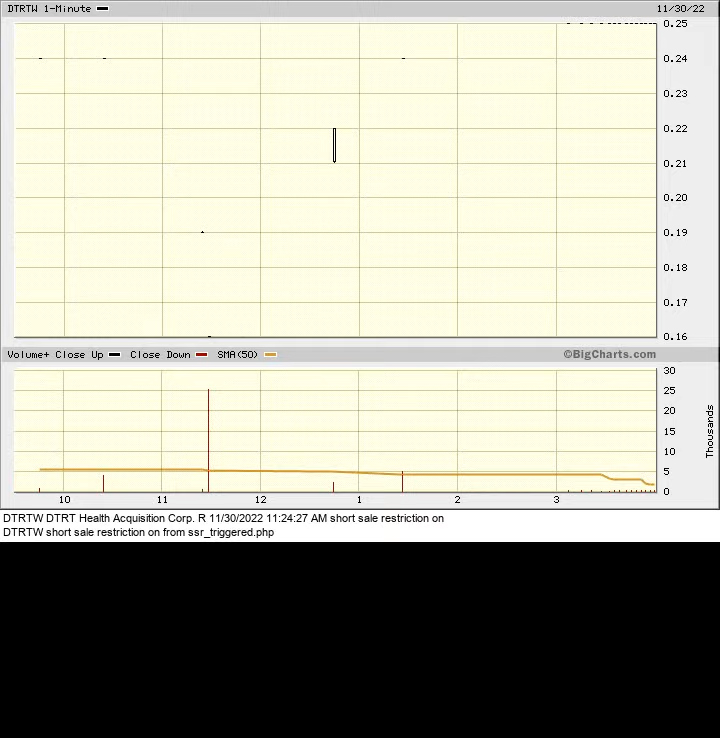 DTRTW 1-Minute 11/30/22
0.25
0.24
0.23
0.22
0.21
0.20
0.19
0.18
0.17
0.16
Volume+ Close Up Close Down SMA(50) ©BigCharts.com
30
25
20
15
10
5
0
Thousands
10 11 12 1 2 3
DTRTW DTRT Health Acquisition Corp. R 11/30/2022 11:24:27 AM short sale restriction on
DTRTW short sale restriction on from ssr_triggered.php